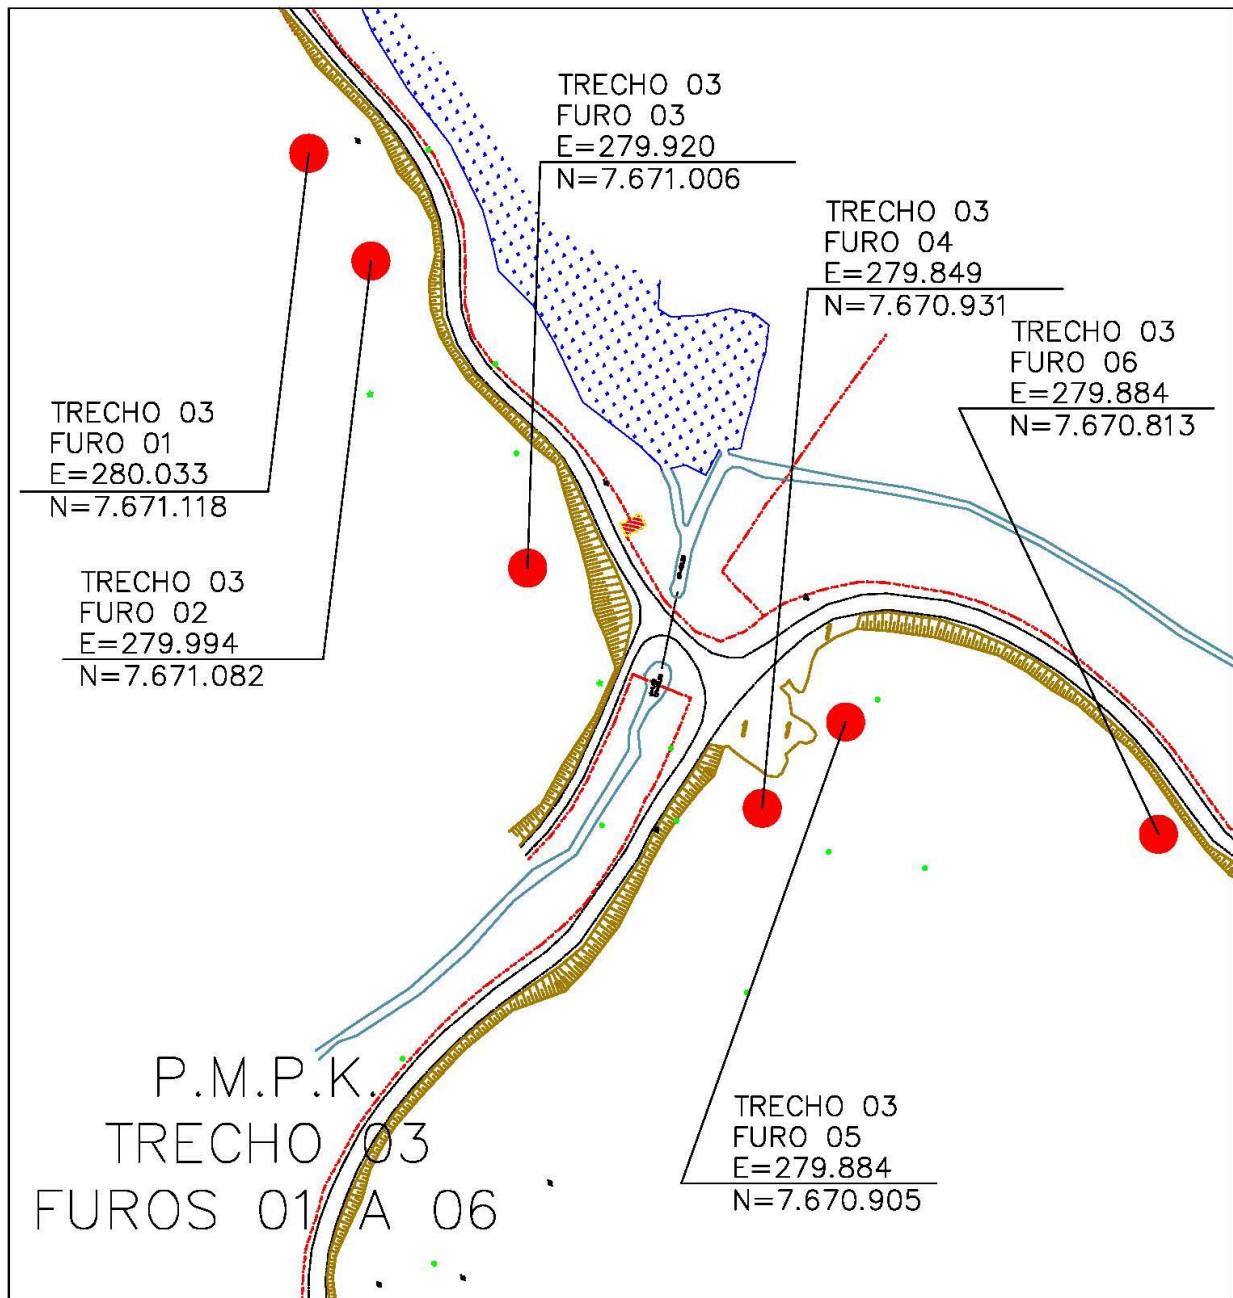 TRECHO 03
FURO 03
E=279.920
N=7.671.006
TRECHO 03
FURO 04
E=279.849
N=7.670.931
TRECHO 03
FURO 06
E=279.884
N=7.670.813
TRECHO 03
FURO 01
E=280.033
N=7.671.118
TRECHO 03
FURO 02
E=279.994
N=7.671.082
TRECHO 03
FURO 05
E=279.884
N=7.670.905
P.M.P.K.
TRECHO 03
FUROS 01 A 06